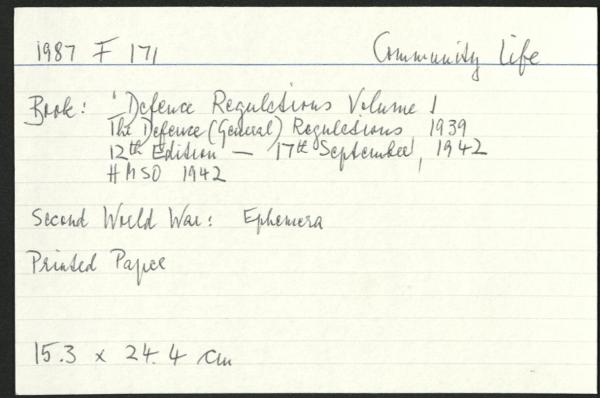 1987 F 171 Community Life
Book: 'Defence Regulations Volume 1
The Defence (General) Regulations, 1939
12th Edition — 17th September', 1942
HMSO 1942
Second World War: Ephemera
Printed Paper
15.3 x 24.4 cm